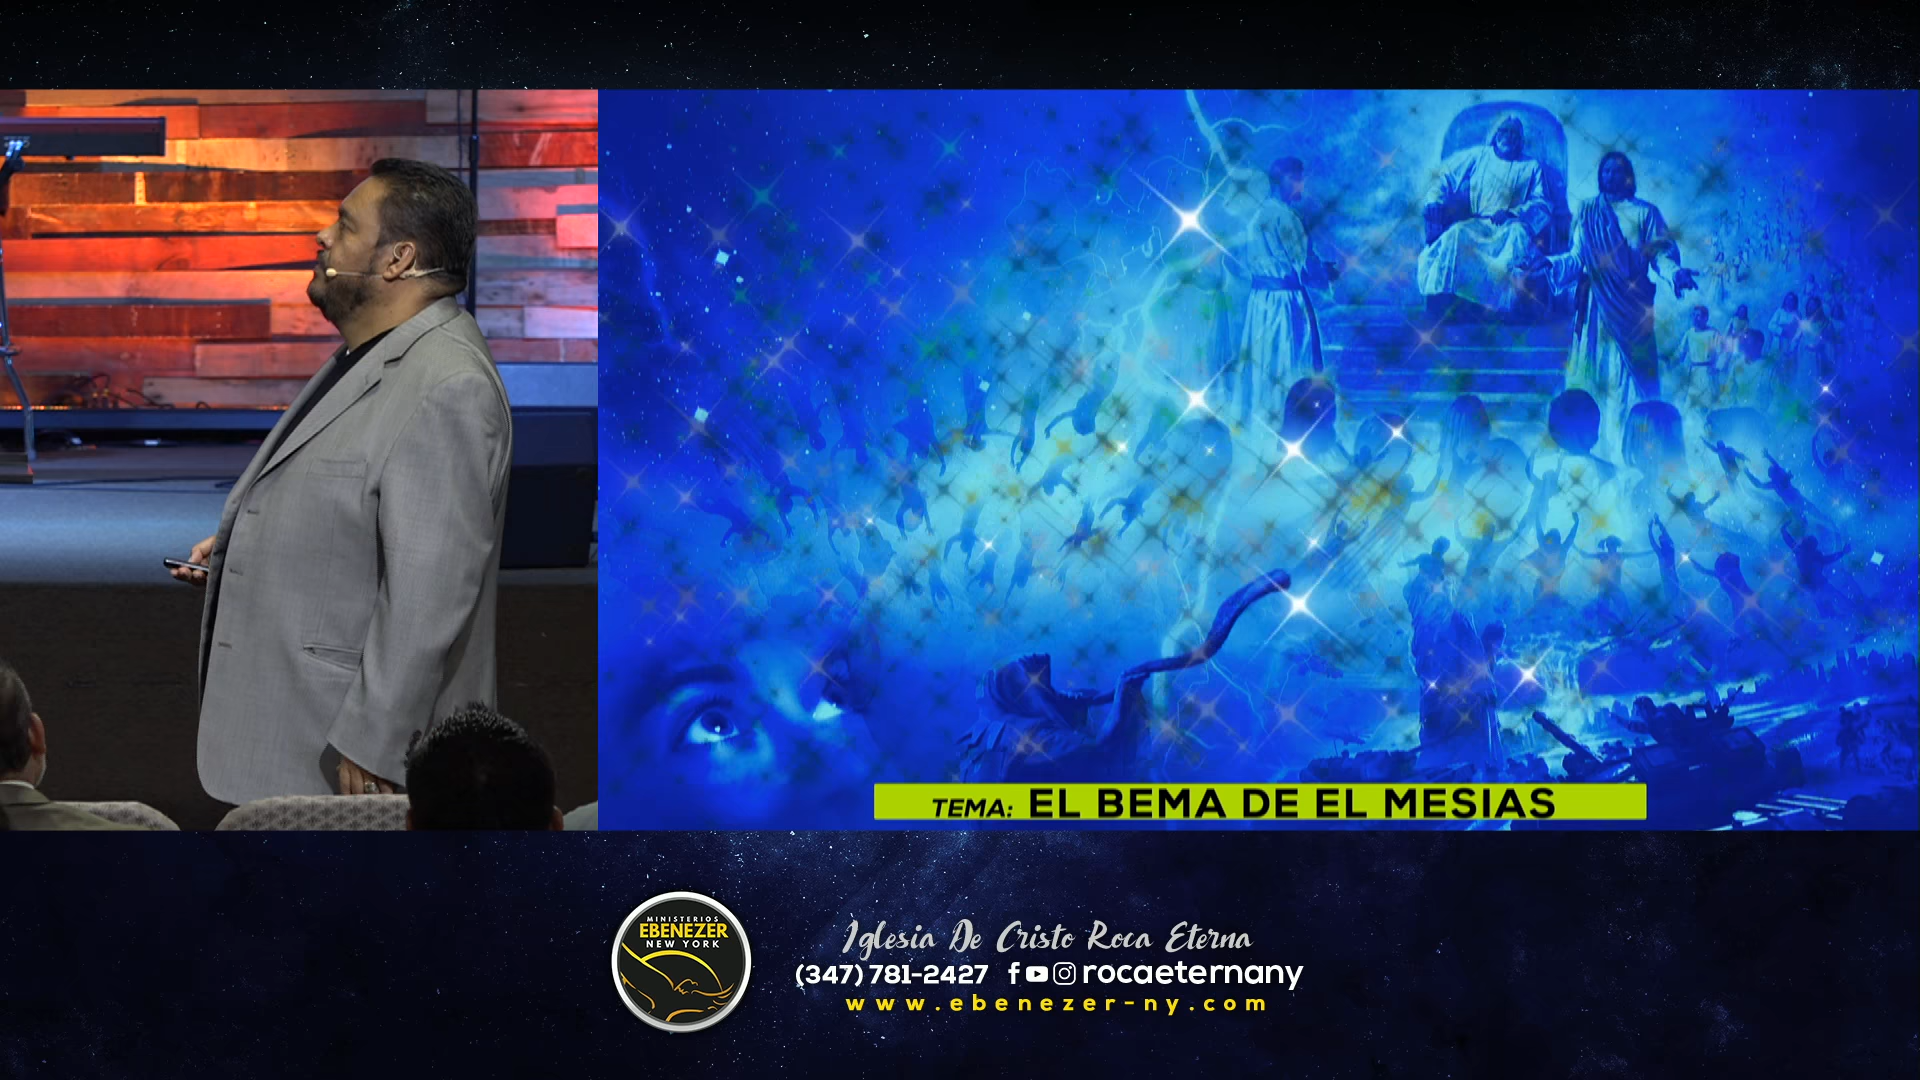 TEMA: EL BEMA DE EL MESIAS
MINISTERIOS
EBENEZER
NEW YORK
Iglesia De Cristo Roca Eterna
(347) 781-2427 rocaeternany
www.ebenezer-ny.com